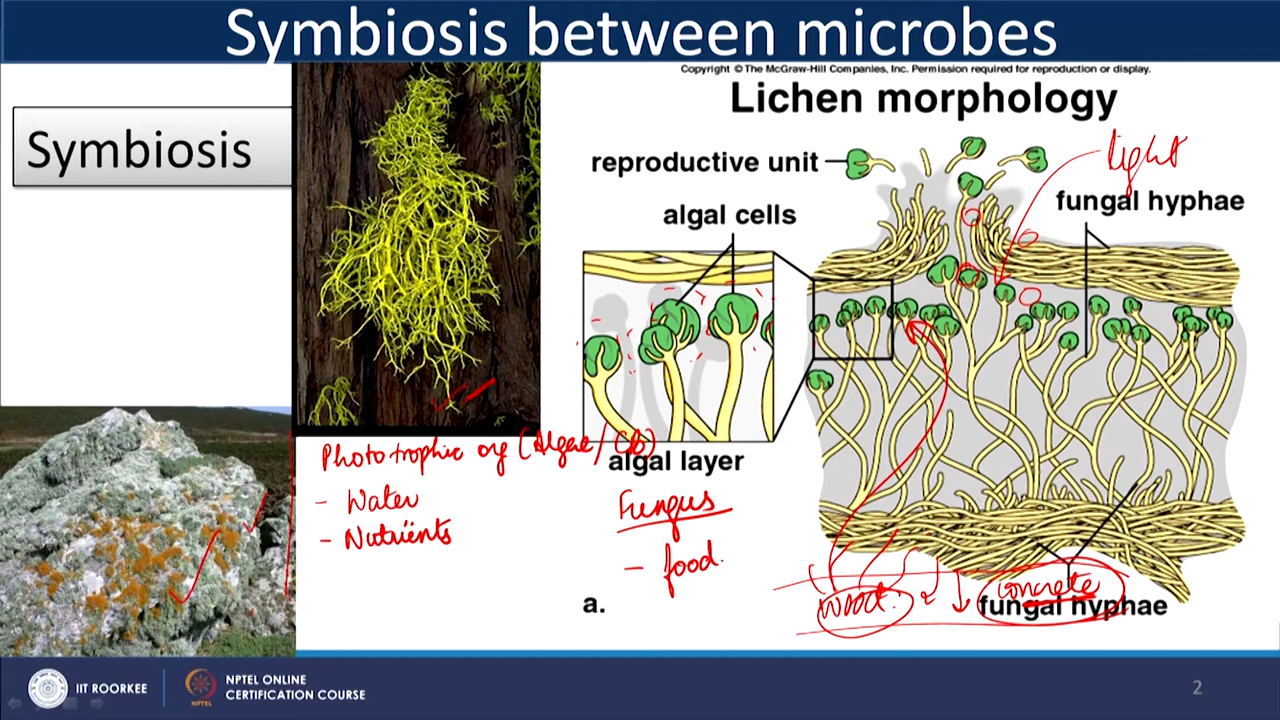 Symbiosis between microbes
Copyright © The McGraw-Hill Companies, Inc. Permission required for reproduction or display.
Symbiosis
Lichen morphology
reproductive unit
light
fungal hyphae
algal cells
Phototrophic org (Algae/CB)
- Water
- Nutrients
algal layer
Fungus
- food.
a.
wood.
concrete
fungal hyphae
IIT ROORKEE
NPTEL
NPTEL ONLINE
CERTIFICATION COURSE
2